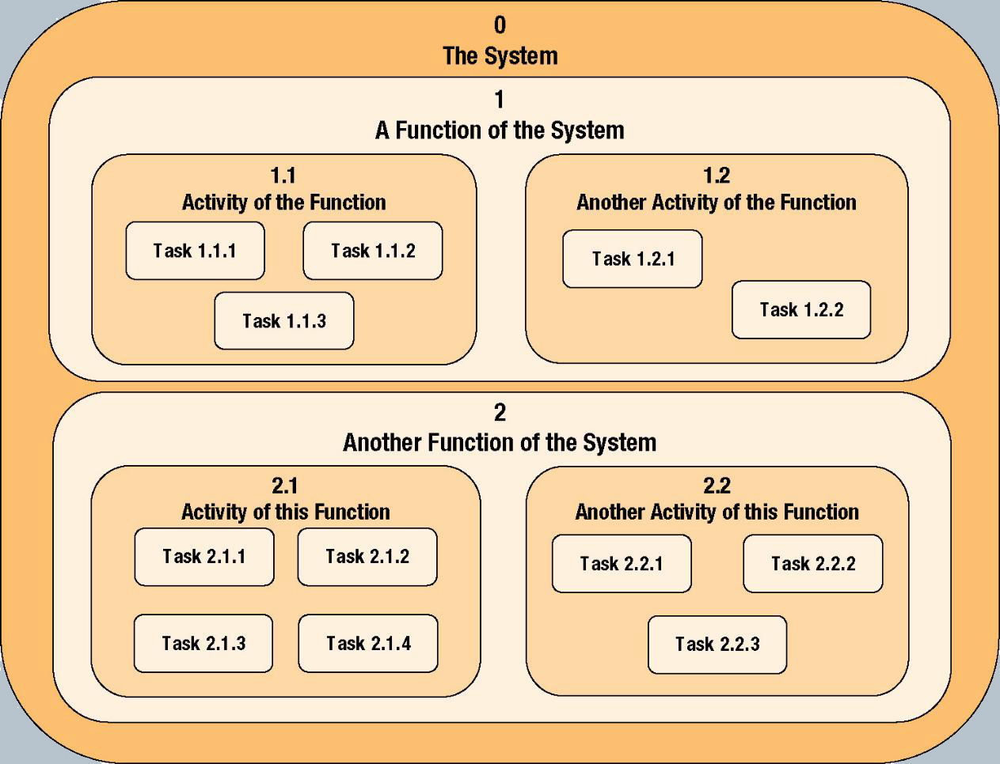 0
The System
1
A Function of the System
1.1
Activity of the Function
Task 1.1.1
Task 1.1.2
Task 1.1.3
1.2
Another Activity of the Function
Task 1.2.1
Task 1.2.2
2
Another Function of the System
2.1
Activity of this Function
Task 2.1.1
Task 2.1.2
Task 2.1.3
Task 2.1.4
2.2
Another Activity of this Function
Task 2.2.1
Task 2.2.2
Task 2.2.3